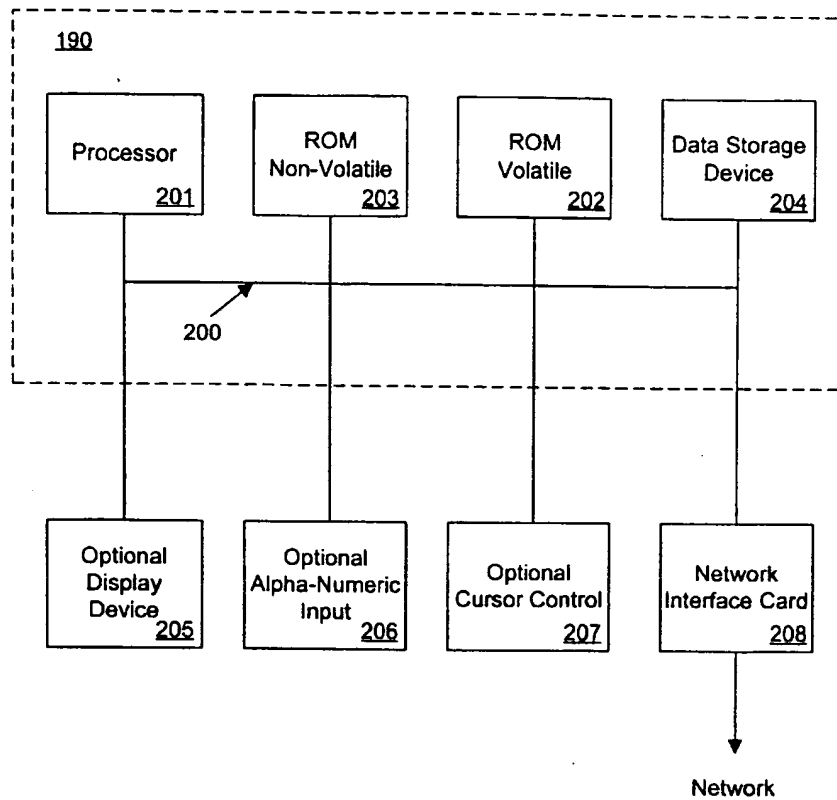 190
Processor
201
ROM
Non-Volatile
203
ROM
Volatile
202
Data Storage
Device
204
200
Optional
Display
Device
205
Optional
Alpha-Numeric
Input
206
Optional
Cursor Control
207
Network
Interface Card
208
Network